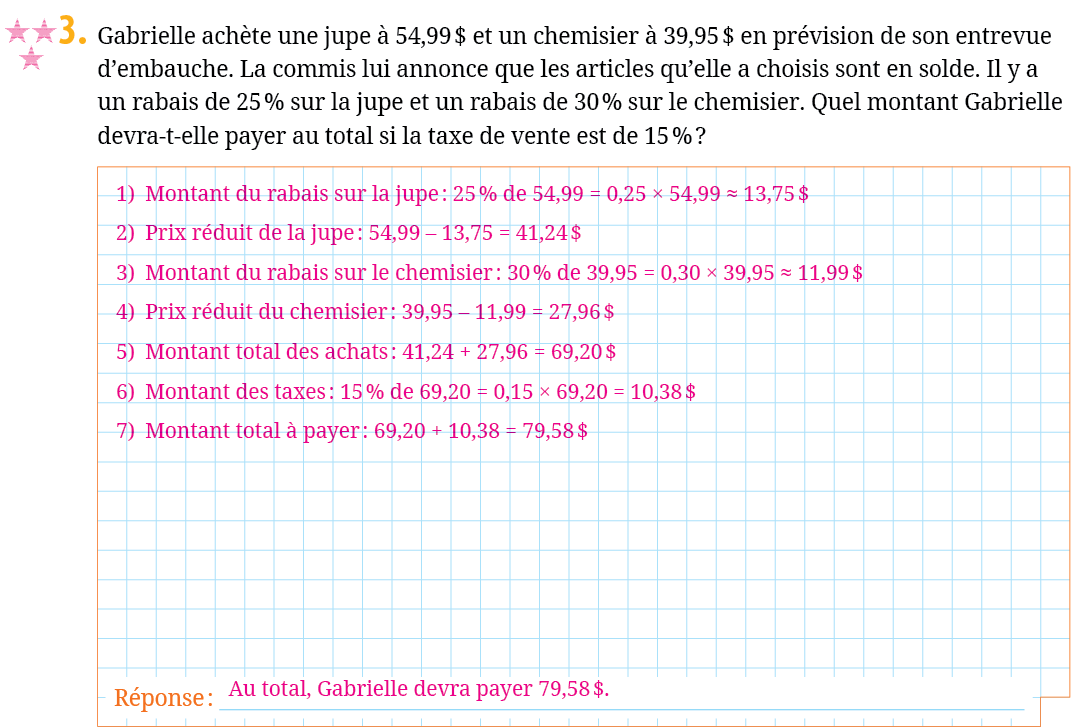 3. Gabrielle achète une jupe à 54,99 $ et un chemisier à 39,95 $ en prévision de son entrevue
d’embauche. La commis lui annonce que les articles qu’elle a choisis sont en solde. Il y a
un rabais de 25 % sur la jupe et un rabais de 30 % sur le chemisier. Quel montant Gabrielle
devra-t-elle payer au total si la taxe de vente est de 15 % ?
1) Montant du rabais sur la jupe : 25 % de 54,99 = 0,25 × 54,99 ≈ 13,75 $
2) Prix réduit de la jupe : 54,99 – 13,75 = 41,24 $
3) Montant du rabais sur le chemisier : 30 % de 39,95 = 0,30 × 39,95 ≈ 11,99 $
4) Prix réduit du chemisier : 39,95 – 11,99 = 27,96 $
5) Montant total des achats : 41,24 + 27,96 = 69,20 $
6) Montant des taxes : 15 % de 69,20 = 0,15 × 69,20 = 10,38 $
7) Montant total à payer : 69,20 + 10,38 = 79,58 $
Réponse : Au total, Gabrielle devra payer 79,58 $.